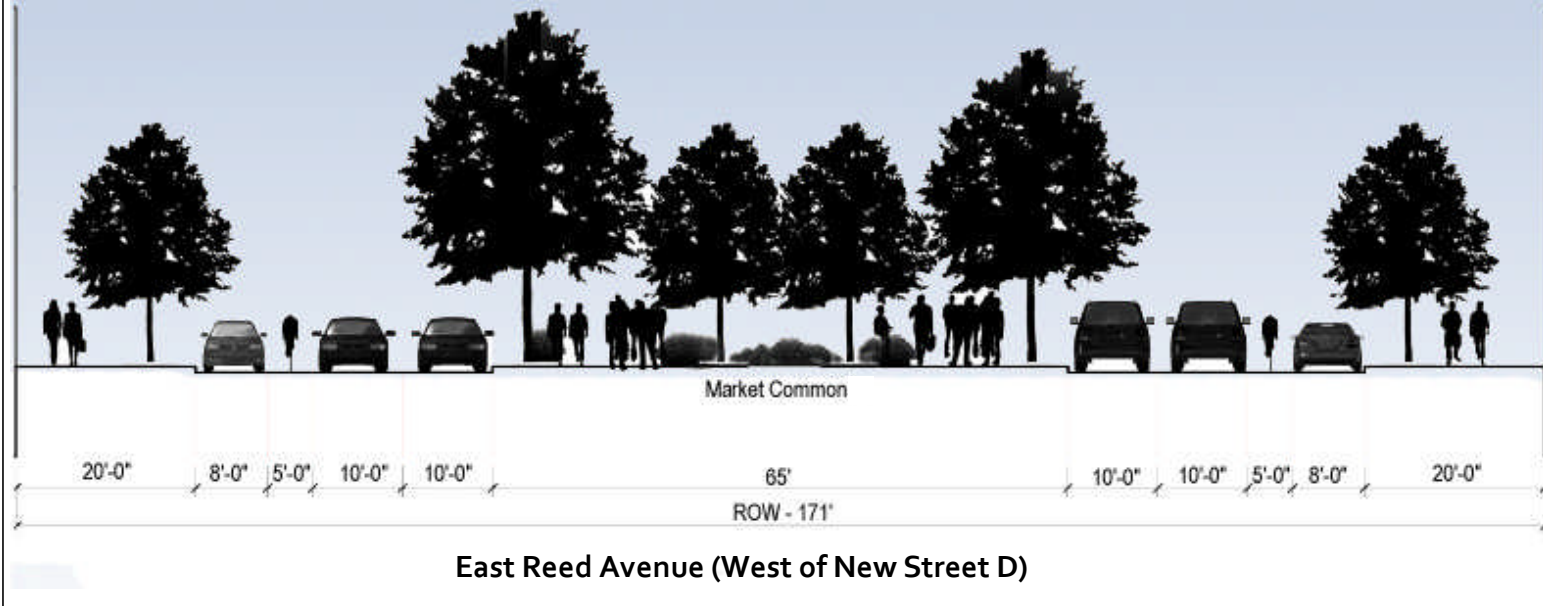 Market Common
20'-0" 8'-0" 5'-0" 10'-0" 10'-0" 65' 10'-0" 10'-0" 5'-0" 8'-0" 20'-0"
ROW - 171'
East Reed Avenue (West of New Street D)